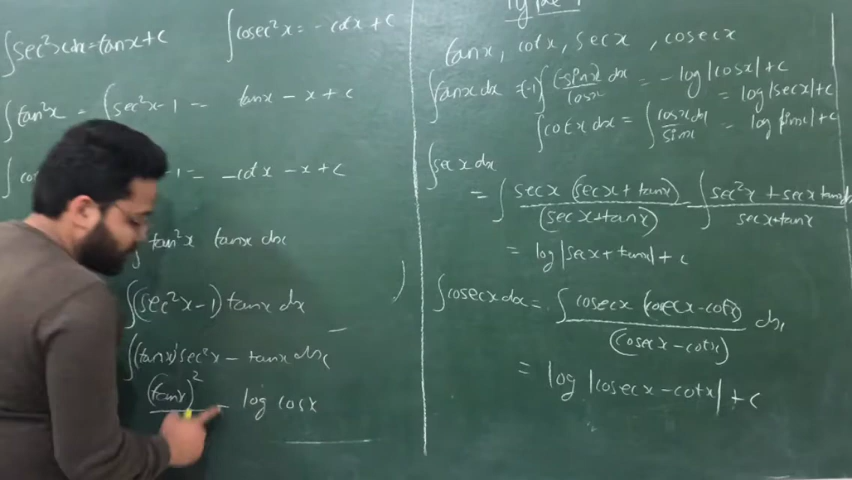 ∫sec²x dx = tanx + c
∫cosec²x = -cotx + c
∫tan²x = ∫sec²x-1 = tanx - x + c
-1 = -cotx - x + c
∫tan²x tanx dx
∫(sec²x-1) tanx dx
∫(tanx)'sec²x - tanx dx
(tanx)² - log cosx
Type 1
tanx, cotx, secx, cosecx
∫tanx dx = (-1)∫(-sinx)/cosx dx = -log|cosx| + c
= log|secx| + c
∫cotx dx = ∫cosx dx/sinx = log|sinx| + c
∫secx dx
= ∫secx (secx + tanx)/(secx + tanx) = ∫sec²x + secx tanx/secx + tanx
= log|secx + tanx| + c
∫cosecx dx = ∫cosecx (cosecx - cotx)/(cosecx - cotx) dx
= log|cosecx - cotx| + c